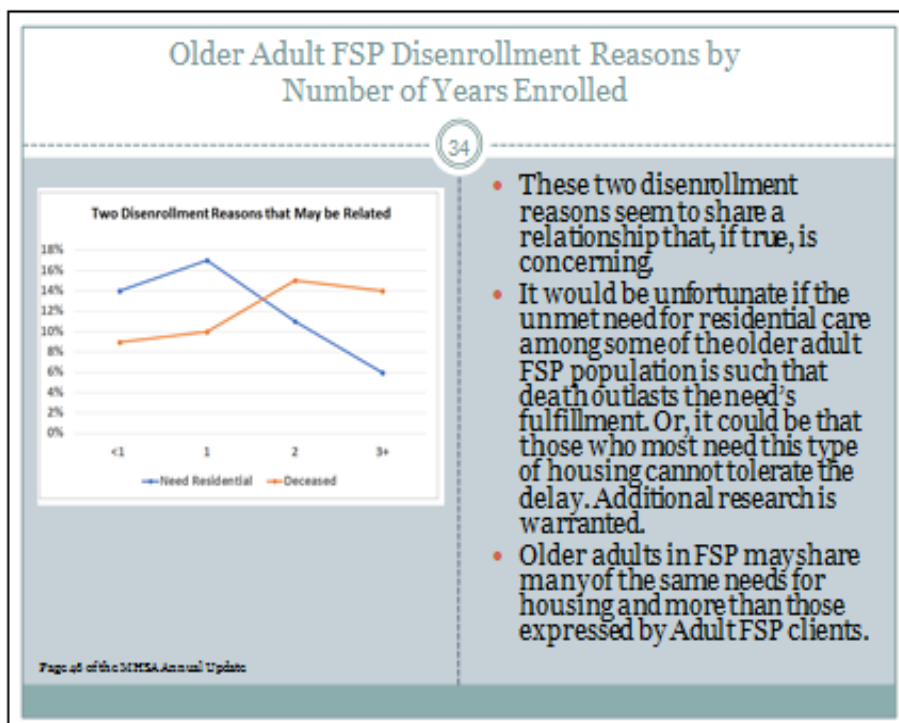 Older Adult FSP Disenrollment Reasons by
Number of Years Enrolled
34
Two Disenrollment Reasons that May be Related
18%
16%
14%
12%
10%
8%
6%
4%
2%
0%
<1 1 2 3+
Need Residential Deceased
• These two disenrollment
reasons seem to share a
relationship that, if true, is
concerning.
• It would be unfortunate if the
unmet need for residential care
among some of the older adult
FSP population is such that
death outlasts the need's
fulfillment. Or, it could be that
those who most need this type
of housing cannot tolerate the
delay. Additional research is
warranted.
• Older adults in FSP may share
many of the same needs for
housing and more than those
expressed by Adult FSP clients.
Page 46 of the MHSA Annual Update